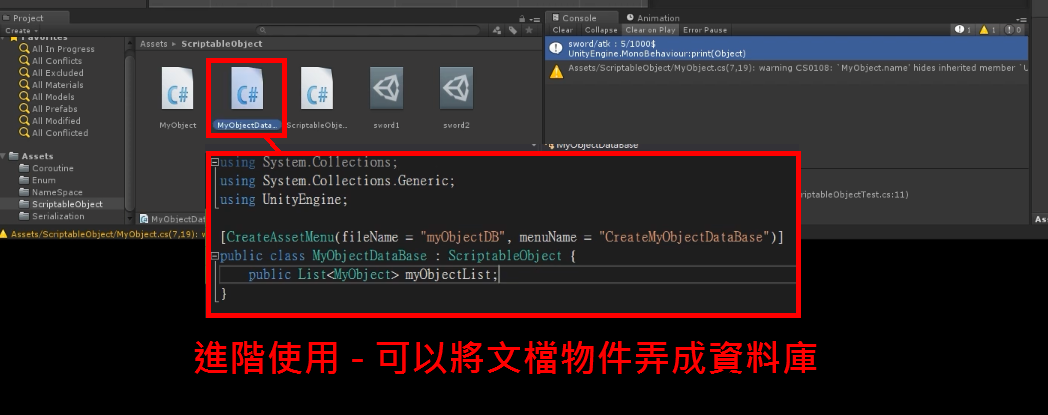 Project
Create
Favorites
All In Progress
All Conflicts
All Excluded
All Materials
All Models
All Prefabs
All Modified
All Conflicted
Assets
Coroutine
Enum
NameSpace
ScriptableObject
Serialization
Assets ▸ ScriptableObject
MyObject
MyObjectData...
ScriptableObje...
sword1
sword2
MyObjectDat
Console
Animation
Clear
Collapse
Clear on Play
Error Pause
1
1
0
sword/atk : 5/1000$
UnityEngine.MonoBehaviour:print(Object)
Assets/ScriptableObject/MyObject.cs(7,19): warning CS0108: `MyObject.name' hides inherited member `U
MyObjectDataBase
riptableObjectTest.cs:11)
Ass
Assets/ScriptableObject/MyObject.cs(7,19): w
using System.Collections;
using System.Collections.Generic;
using UnityEngine;
[CreateAssetMenu(fileName = "myObjectDB", menuName = "CreateMyObjectDataBase")]
public class MyObjectDataBase : ScriptableObject {
public List<MyObject> myObjectList;
}
進階使用 - 可以將文檔物件弄成資料庫